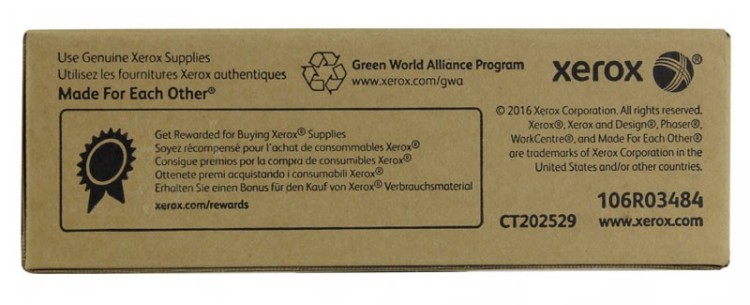 Use Genuine Xerox Supplies
Utilisez les fournitures Xerox authentiques
Made For Each Other®
Green World Alliance Program
www.xerox.com/gwa
xerox®
Get Rewarded for Buying Xerox® Supplies
Soyez récompensé pour l'achat de consommables Xerox®
Consigue premios por la compra de consumibles Xerox®
Ottenete premi acquistando i consumabili Xerox®
Erhalten Sie einen Bonus für den Kauf von Xerox® Verbrauchsmaterial
xerox.com/rewards
© 2016 Xerox Corporation. All rights reserved.
Xerox®, Xerox and Design®, Phaser®,
WorkCentre®, and Made For Each Other®
are trademarks of Xerox Corporation in the
United States and/or other countries.
106R03484
CT202529 www.xerox.com